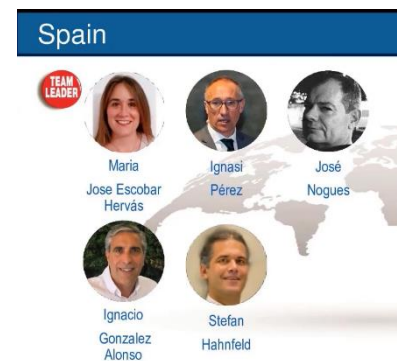 Spain
TEAM
LEADER
Maria
Jose Escobar
Hervás
Ignasi
Pérez
José
Nogues
Ignacio
Gonzalez
Alonso
Stefan
Hahnfeld